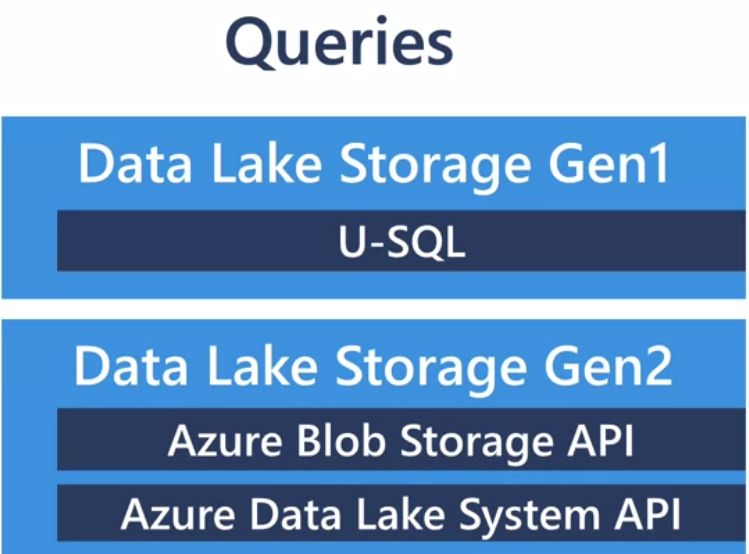 Queries
Data Lake Storage Gen1
U-SQL
Data Lake Storage Gen2
Azure Blob Storage API
Azure Data Lake System API